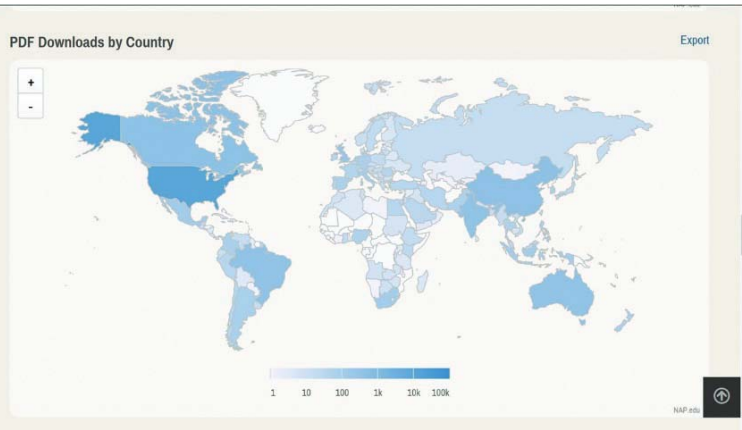 PDF Downloads by Country
Export
+
-
1 10 100 1k 10k 100k
NAP.edu